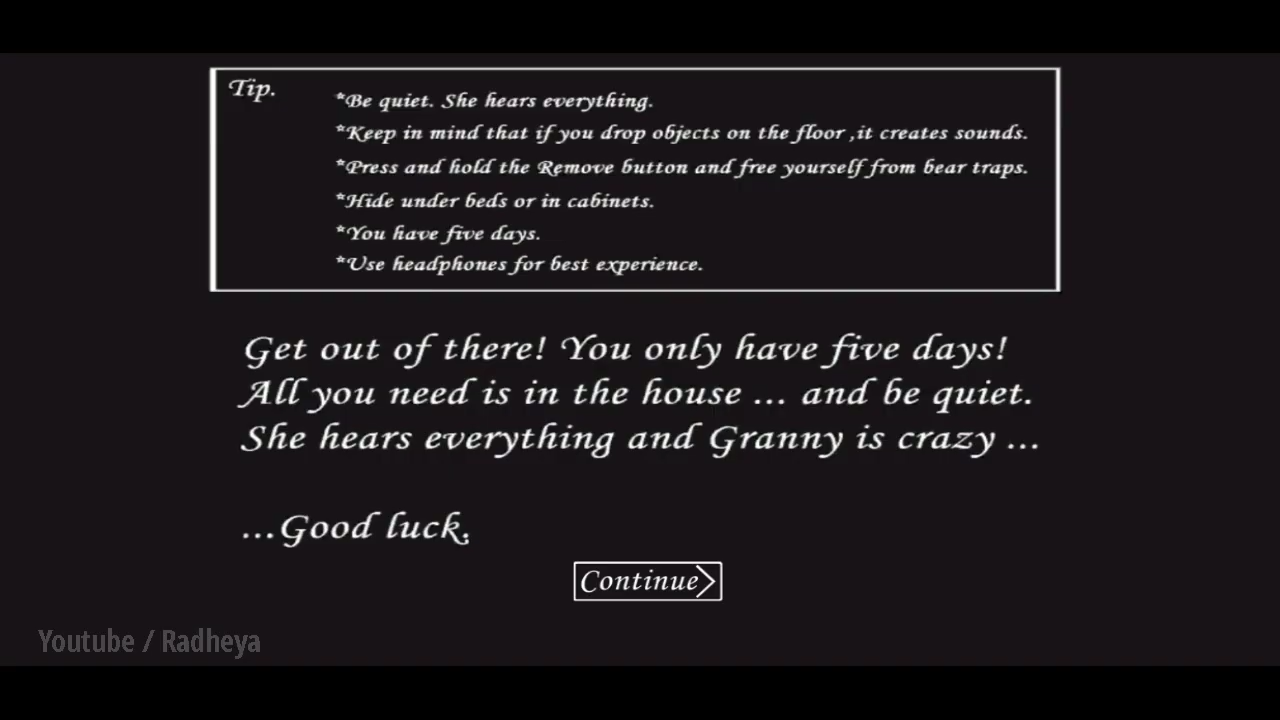 Tip.
*Be quiet. She hears everything.
*Keep in mind that if you drop objects on the floor ,it creates sounds.
*Press and hold the Remove button and free yourself from bear traps.
*Hide under beds or in cabinets.
*You have five days.
*Use headphones for best experience.
Get out of there! You only have five days!
All you need is in the house ... and be quiet.
She hears everything and Granny is crazy ...
...Good luck.
Continue
Youtube / Radheya